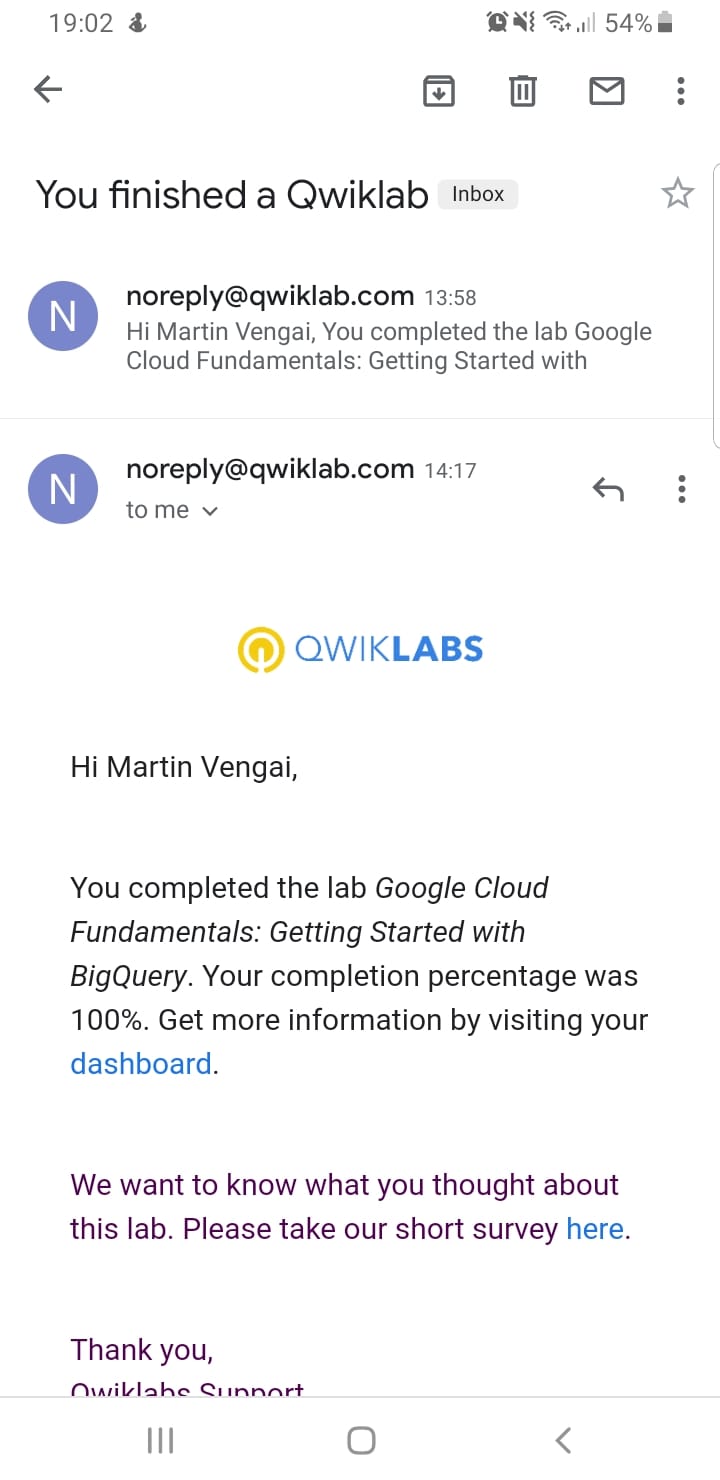 19:02 54%
You finished a Qwiklab Inbox
N
noreply@qwiklab.com 13:58
Hi Martin Vengai, You completed the lab Google
Cloud Fundamentals: Getting Started with
N
noreply@qwiklab.com 14:17
to me
QWIKLABS
Hi Martin Vengai,
You completed the lab Google Cloud
Fundamentals: Getting Started with
BigQuery. Your completion percentage was
100%. Get more information by visiting your
dashboard.
We want to know what you thought about
this lab. Please take our short survey here.
Thank you,
Qwiklabs Support